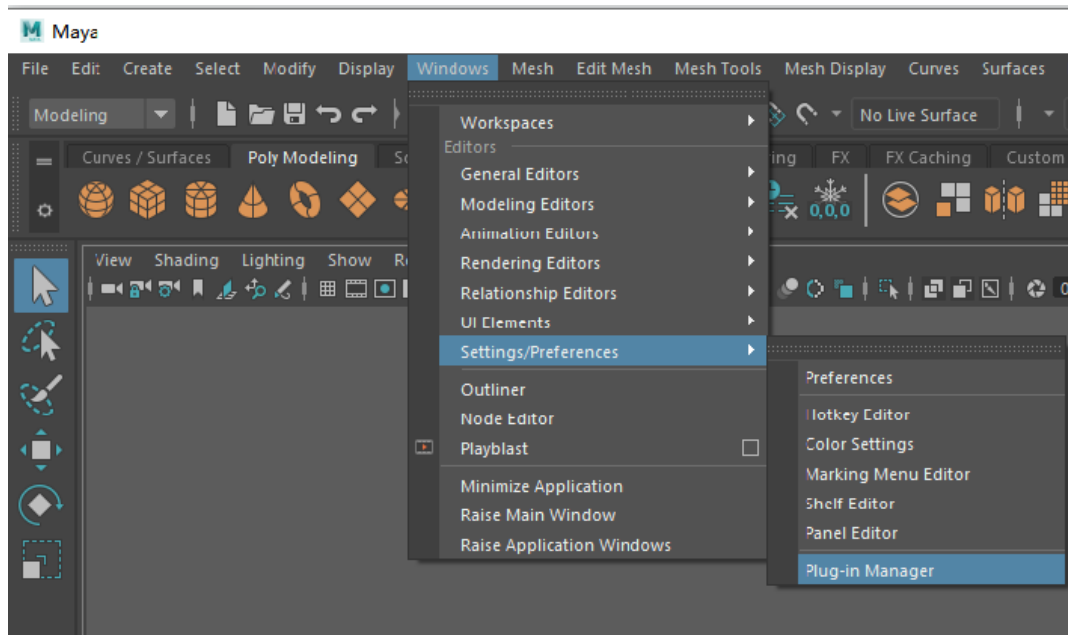 Maya
File Edit Create Select Modify Display Windows Mesh Edit Mesh Mesh Tools Mesh Display Curves Surfaces
Modeling No Live Surface
Curves / Surfaces Poly Modeling FX FX Caching Custom
0,0,0
View Shading Lighting Show
Workspaces
Editors
General Editors
Modeling Editors
Animation Editors
Rendering Editors
Relationship Editors
UI Elements
Settings/Preferences
Outliner
Node Editor
Playblast
Minimize Application
Raise Main Window
Raise Application Windows
Preferences
Hotkey Editor
Color Settings
Marking Menu Editor
Shelf Editor
Panel Editor
Plug-in Manager